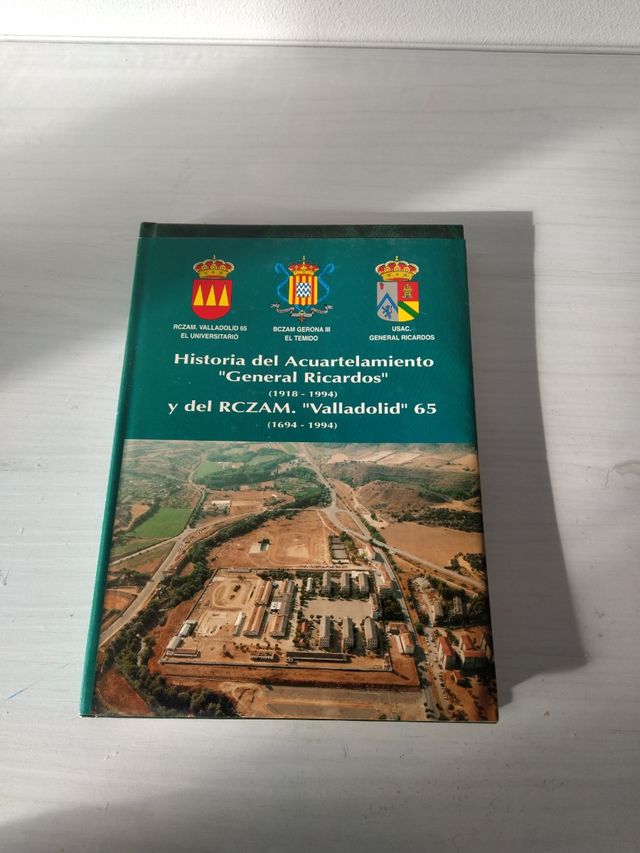 RCZAM. VALLADOLID 65
EL UNIVERSITARIO
BCZAM GERONA III
EL TEMIDO
USAC.
GENERAL RICARDOS
Historia del Acuartelamiento
"General Ricardos"
(1918 - 1994)
y del RCZAM. "Valladolid" 65
(1694 - 1994)